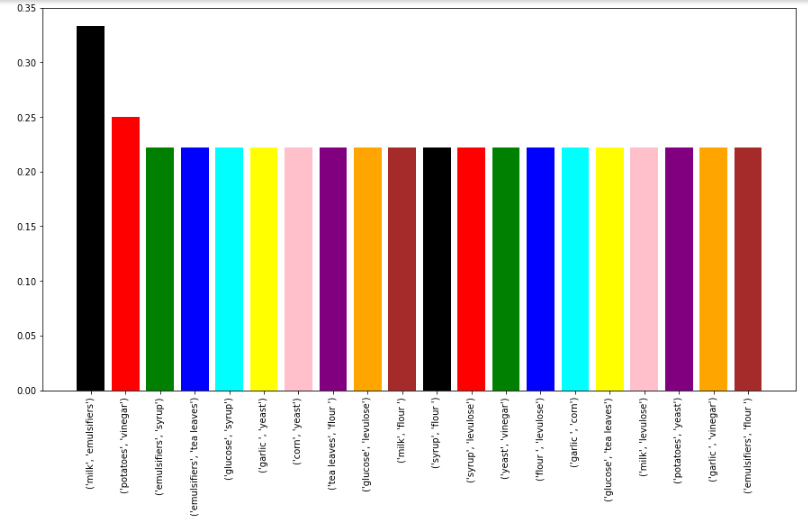 0.35
0.30
0.25
0.20
0.15
0.10
0.05
0.00
('milk', 'emulsifiers')
('potatoes', 'vinegar')
('emulsifiers', 'syrup')
('emulsifiers', 'tea leaves')
('glucose', 'syrup')
('garlic ', 'yeast')
('corn', 'yeast')
('tea leaves', 'flour ')
('glucose', 'levulose')
('milk', 'flour ')
('syrup', 'flour ')
('syrup', 'levulose')
('yeast', 'vinegar')
('flour ', 'levulose')
('garlic ', 'corn')
('glucose', 'tea leaves')
('milk', 'levulose')
('potatoes', 'yeast')
('garlic ', 'vinegar')
('emulsifiers', 'flour ')